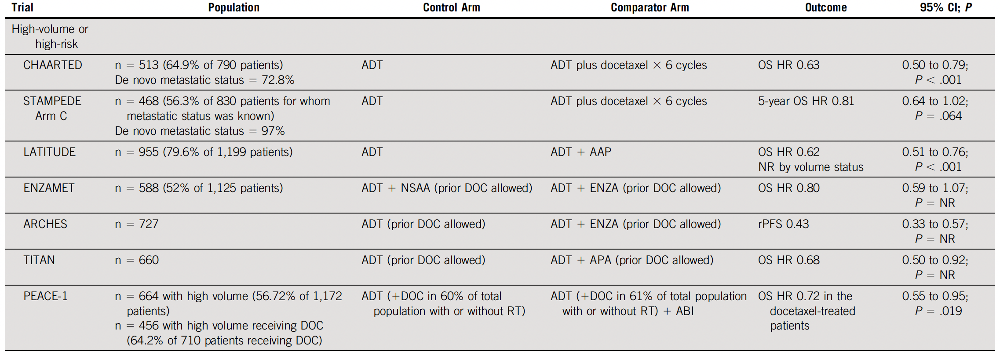 Trial Population Control Arm Comparator Arm Outcome 95% CI; P
High-volume or
high-risk
CHAARTED n = 513 (64.9% of 790 patients) ADT ADT plus docetaxel × 6 cycles OS HR 0.63 0.50 to 0.79;
De novo metastatic status = 72.8% P < .001
STAMPEDE n = 468 (56.3% of 830 patients for whom ADT ADT plus docetaxel × 6 cycles 5-year OS HR 0.81 0.64 to 1.02;
Arm C metastatic status was known) P = .064
De novo metastatic status = 97%
LATITUDE n = 955 (79.6% of 1,199 patients) ADT ADT + AAP OS HR 0.62 0.51 to 0.76;
NR by volume status P < .001
ENZAMET n = 588 (52% of 1,125 patients) ADT + NSAA (prior DOC allowed) ADT + ENZA (prior DOC allowed) OS HR 0.80 0.59 to 1.07;
P = NR
ARCHES n = 727 ADT (prior DOC allowed) ADT + ENZA (prior DOC allowed) rPFS 0.43 0.33 to 0.57;
P = NR
TITAN n = 660 ADT (prior DOC allowed) ADT + APA (prior DOC allowed) OS HR 0.68 0.50 to 0.92;
P = NR
PEACE-1 n = 664 with high volume (56.72% of 1,172 ADT (+DOC in 60% of total ADT (+DOC in 61% of total population OS HR 0.72 in the 0.55 to 0.95;
patients) population with or without RT) with or without RT) + ABI docetaxel-treated P = .019
n = 456 with high volume receiving DOC patients
(64.2% of 710 patients receiving DOC)